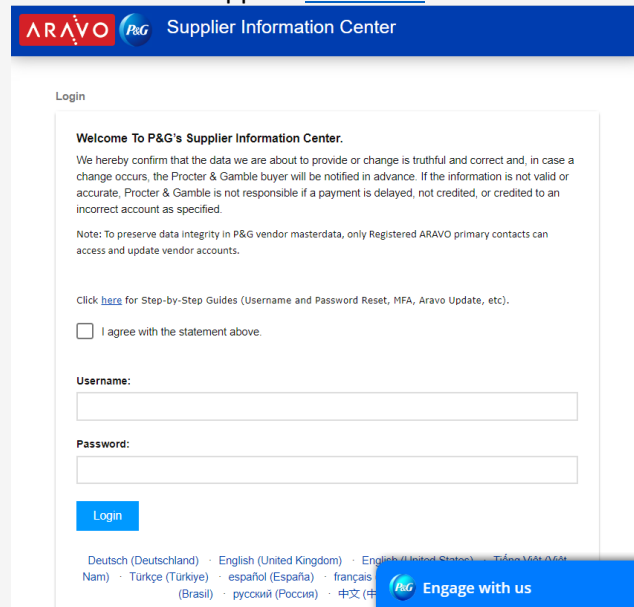 ARAVO P&G Supplier Information Center
Login
Welcome To P&G's Supplier Information Center.
We hereby confirm that the data we are about to provide or change is truthful and correct and, in case a
change occurs, the Procter & Gamble buyer will be notified in advance. If the information is not valid or
accurate, Procter & Gamble is not responsible if a payment is delayed, not credited, or credited to an
incorrect account as specified.
Note: To preserve data integrity in P&G vendor masterdata, only Registered ARAVO primary contacts can
access and update vendor accounts.
Click here for Step-by-Step Guides (Username and Password Reset, MFA, Aravo Update, etc).
I agree with the statement above.
Username:
Password:
Login
Deutsch (Deutschland) · English (United Kingdom) · English (United States) · Tiếng Việt (Việt
Nam) · Türkçe (Türkiye) · español (España) · français
(Brasil) · русский (Россия) · 中文
P&G Engage with us